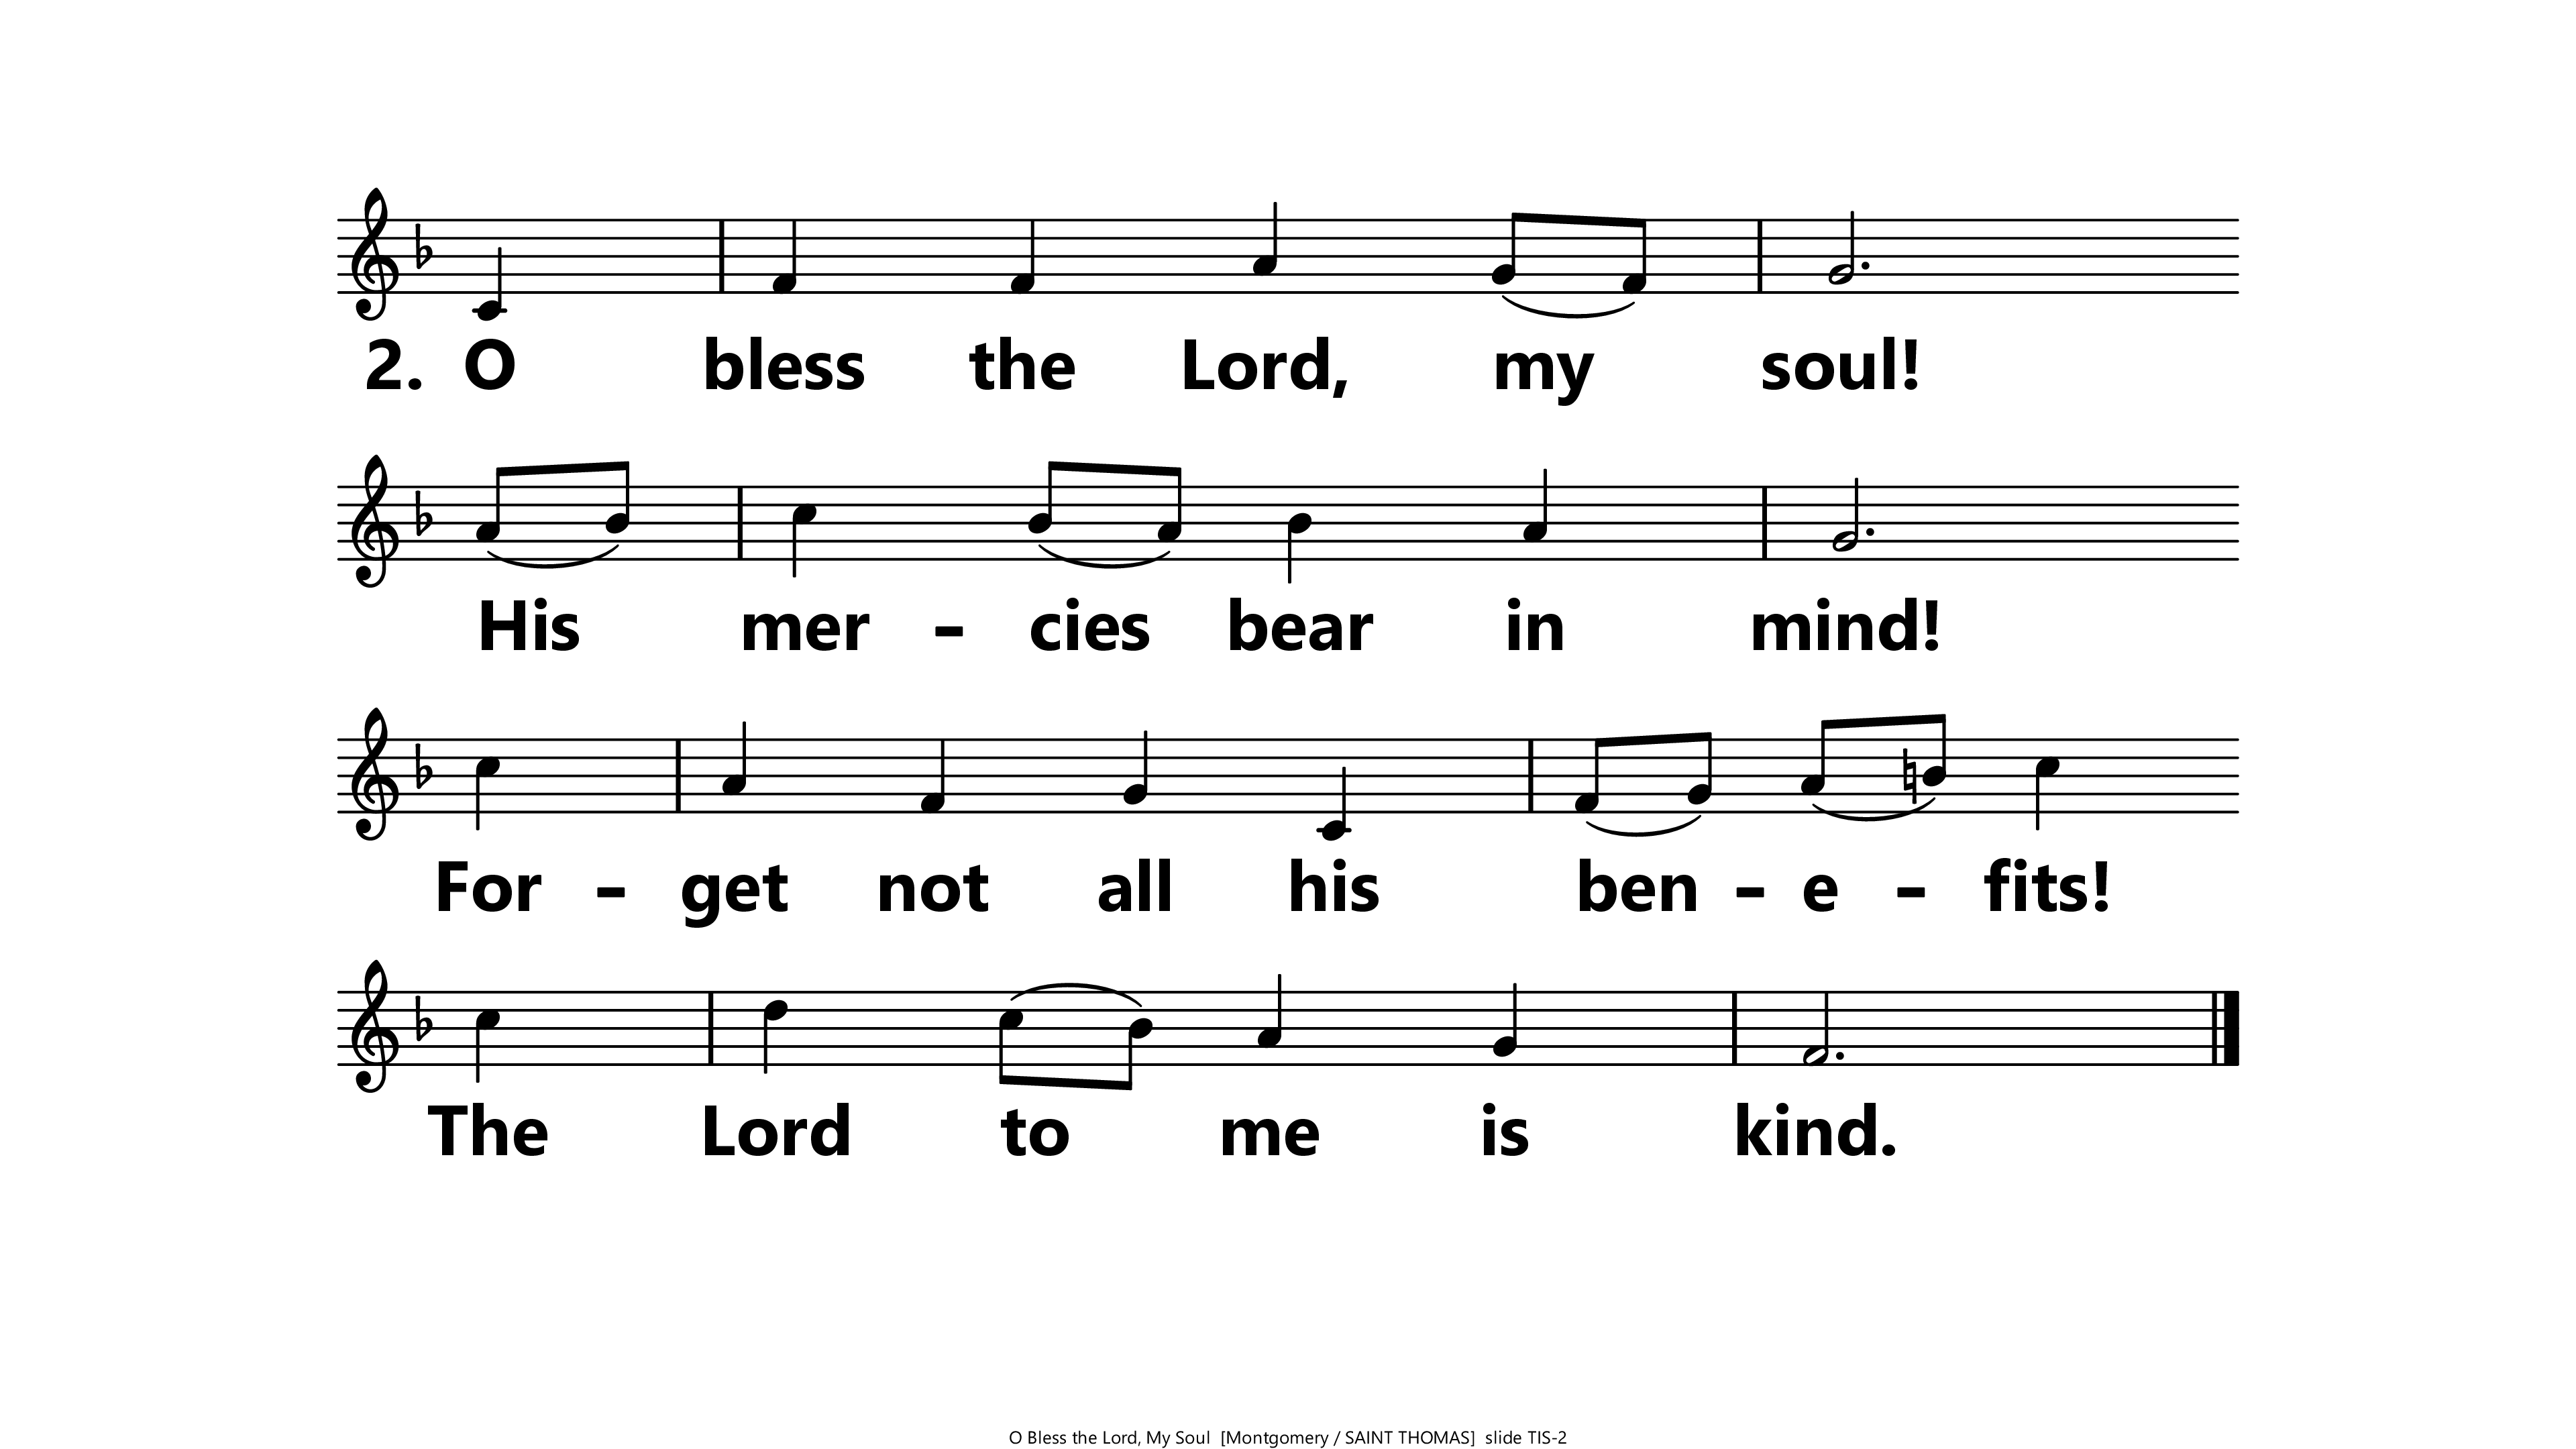 2. O bless the Lord, my soul!
His mer - cies bear in mind!
For - get not all his ben - e - fits!
The Lord to me is kind.
O Bless the Lord, My Soul [Montgomery / SAINT THOMAS] slide TIS-2